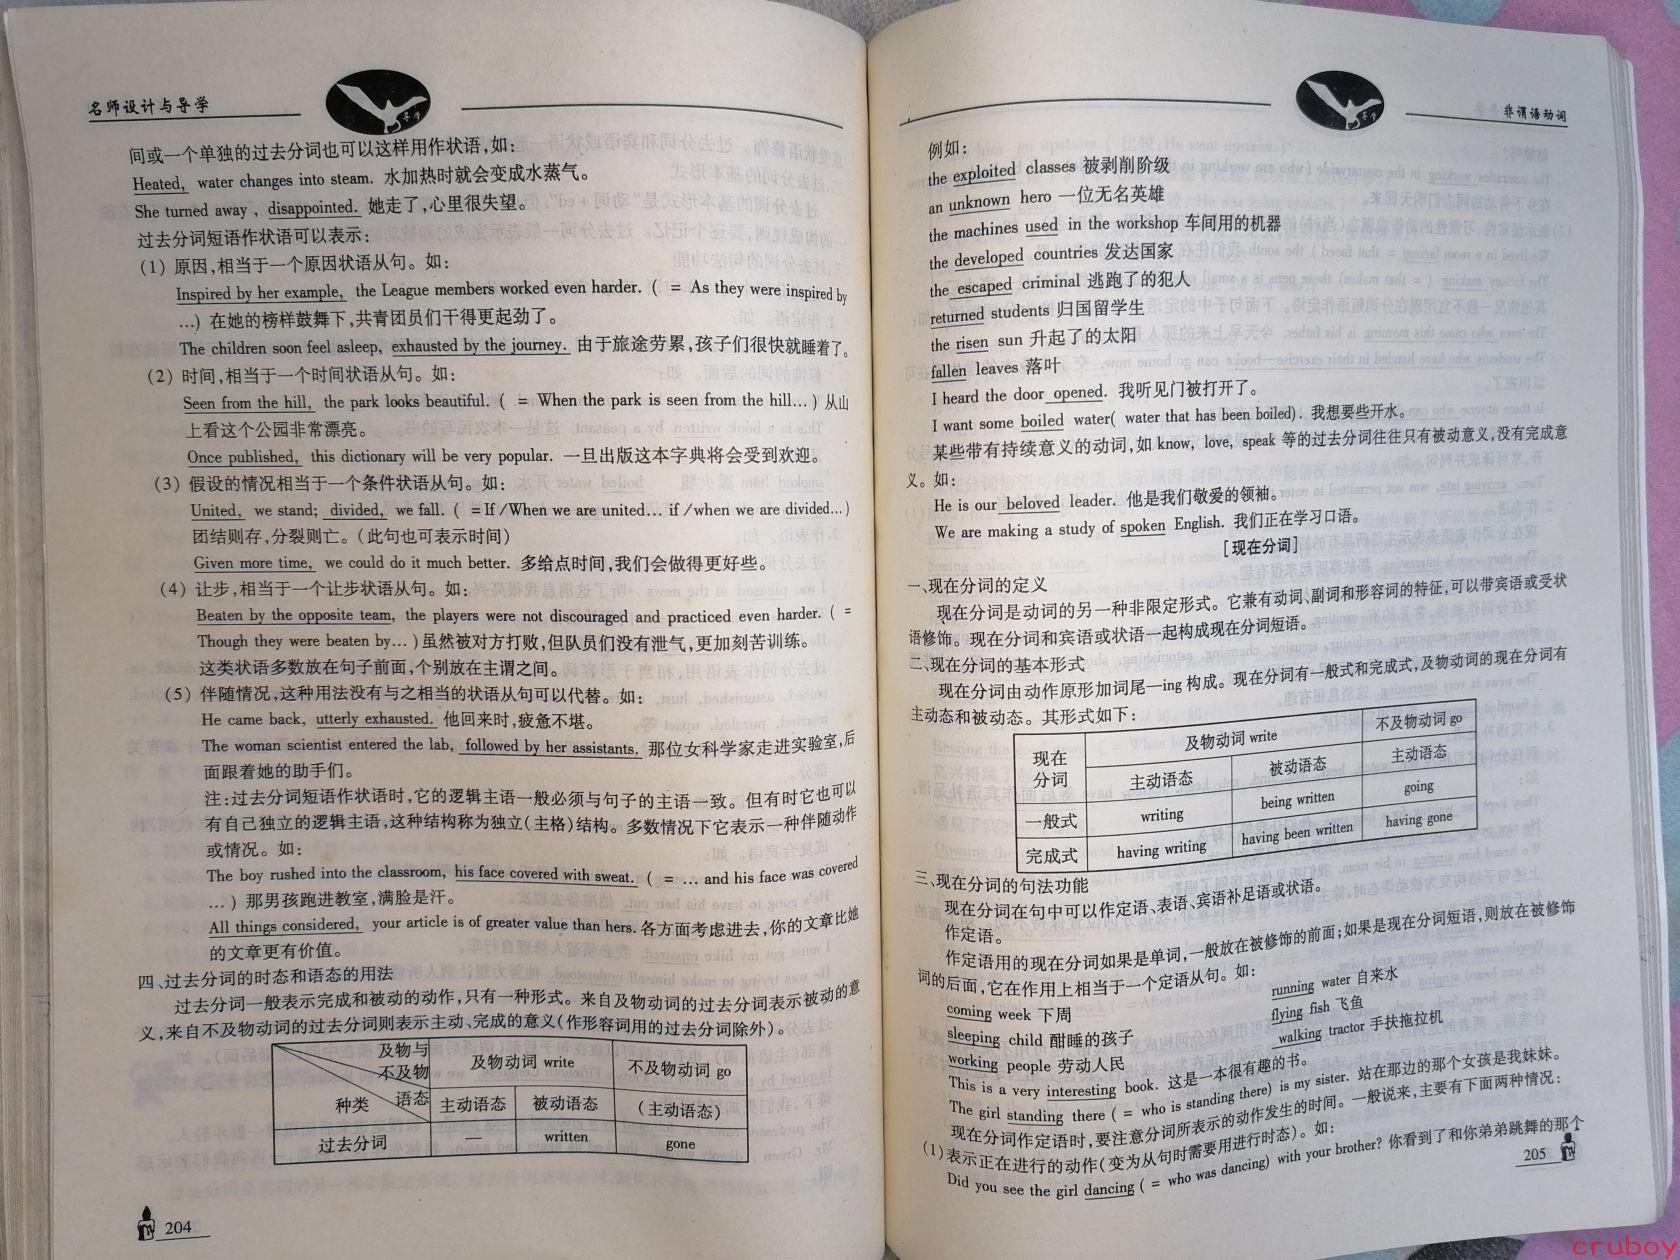 名师设计与导学
间或一个单独的过去分词也可以这样用作状语,如:
Heated, water changes into steam. 水加热时就会变成水蒸气。
She turned away, disappointed. 她走了,心里很失望。
过去分词短语作状语可以表示:
(1) 原因,相当于一个原因状语从句。如:
Inspired by her example, the League members worked even harder. ( = As they were inspired by
…) 在她的榜样鼓舞下,共青团员们干得更起劲了。
The children soon feel asleep, exhausted by the journey. 由于旅途劳累,孩子们很快就睡着了。
(2) 时间,相当于一个时间状语从句。如:
Seen from the hill, the park looks beautiful. ( = When the park is seen from the hill…) 从山
上看这个公园非常漂亮。
Once published, this dictionary will be very popular. 一旦出版这本字典将会受到欢迎。
(3) 假设的情况相当于一个条件状语从句。如:
United, we stand; divided, we fall. ( =If /When we are united… if /when we are divided…)
团结则存,分裂则亡。(此句也可表示时间)
Given more time, we could do it much better. 多给点时间,我们会做得更好些。
(4) 让步,相当于一个让步状语从句。如:
Beaten by the opposite team, the players were not discouraged and practiced even harder. ( =
Though they were beaten by…)虽然被对方打败,但队员们没有泄气,更加刻苦训练。
这类状语多数放在句子前面,个别放在主谓之间。
(5) 伴随情况,这种用法没有与之相当的状语从句可以代替。如:
He came back, utterly exhausted. 他回来时,疲惫不堪。
The woman scientist entered the lab, followed by her assistants. 那位女科学家走进实验室,后
面跟着她的助手们。
注:过去分词短语作状语时,它的逻辑主语一般必须与句子的主语一致。但有时它也可以
有自己独立的逻辑主语,这种结构称为独立(主格)结构。多数情况下它表示一种伴随动作
或情况。如:
The boy rushed into the classroom, his face covered with sweat. ( = … and his face was covered
…) 那男孩跑进教室,满脸是汗。
All things considered, your article is of greater value than hers. 各方面考虑进去,你的文章比她
的文章更有价值。
四、过去分词的时态和语态的用法
过去分词一般表示完成和被动的动作,只有一种形式。来自及物动词的过去分词表示被动的意
义,来自不及物动词的过去分词则表示主动、完成的意义(作形容词用的过去分词除外)。
及物与
不及物
语态
种类
及物动词 write
不及物动词 go
主动语态
被动语态
(主动语态)
过去分词
—
written
gone
204
非谓语动词
例如:
the exploited classes 被剥削阶级
an unknown hero 一位无名英雄
the machines used in the workshop 车间用的机器
the developed countries 发达国家
the escaped criminal 逃跑了的犯人
returned students 归国留学生
the risen sun 升起了的太阳
fallen leaves 落叶
I heard the door opened. 我听见门被打开了。
I want some boiled water( water that has been boiled). 我想要些开水。
某些带有持续意义的动词,如 know, love, speak 等的过去分词往往只有被动意义,没有完成意
义。如:
He is our beloved leader. 他是我们敬爱的领袖。
We are making a study of spoken English. 我们正在学习口语。
[现在分词]
一、现在分词的定义
现在分词是动词的另一种非限定形式。它兼有动词、副词和形容词的特征,可以带宾语或受状
语修饰。现在分词和宾语或状语一起构成现在分词短语。
二、现在分词的基本形式
现在分词由动作原形加词尾—ing 构成。现在分词有一般式和完成式,及物动词的现在分词有
主动态和被动态。其形式如下:
现在
分词
及物动词 write
不及物动词 go
主动语态
被动语态
主动语态
一般式
writing
being written
going
完成式
having writing
having been written
having gone
三、现在分词的句法功能
现在分词在句中可以作定语、表语、宾语补足语或状语。
作定语。
作定语用的现在分词如果是单词,一般放在被修饰的前面;如果是现在分词短语,则放在被修饰
词的后面,它在作用上相当于一个定语从句。如:
coming week 下周
running water 自来水
sleeping child 酣睡的孩子
flying fish 飞鱼
working people 劳动人民
walking tractor 手扶拖拉机
This is a very interesting book. 这是一本很有趣的书。
The girl standing there ( = who is standing there) is my sister. 站在那边的那个女孩是我妹妹。
现在分词作定语时,要注意分词所表示的动作发生的时间。一般说来,主要有下面两种情况:
(1)表示正在进行的动作(变为从句时需要用进行时态)。如:
Did you see the girl dancing ( = who was dancing) with your brother? 你看到了和你弟弟跳舞的那个
205
cruboy